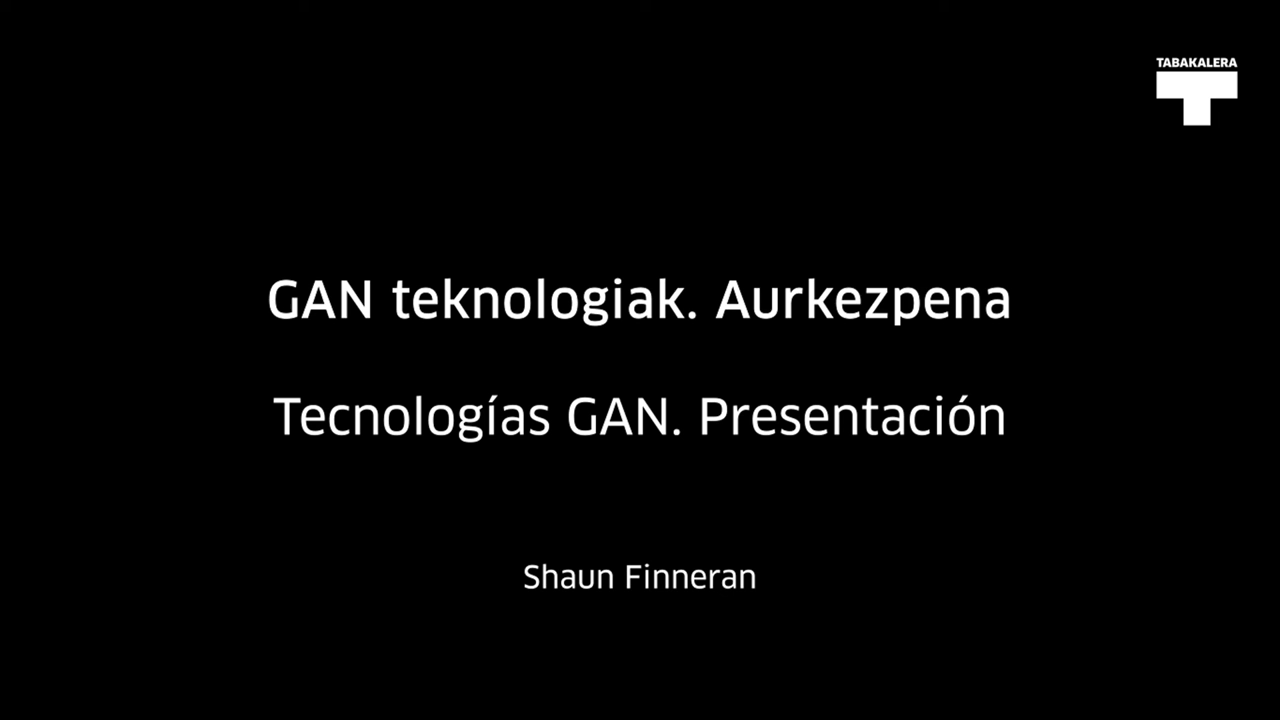 TABAKALERA
GAN teknologiak. Aurkezpena
Tecnologías GAN. Presentación
Shaun Finneran